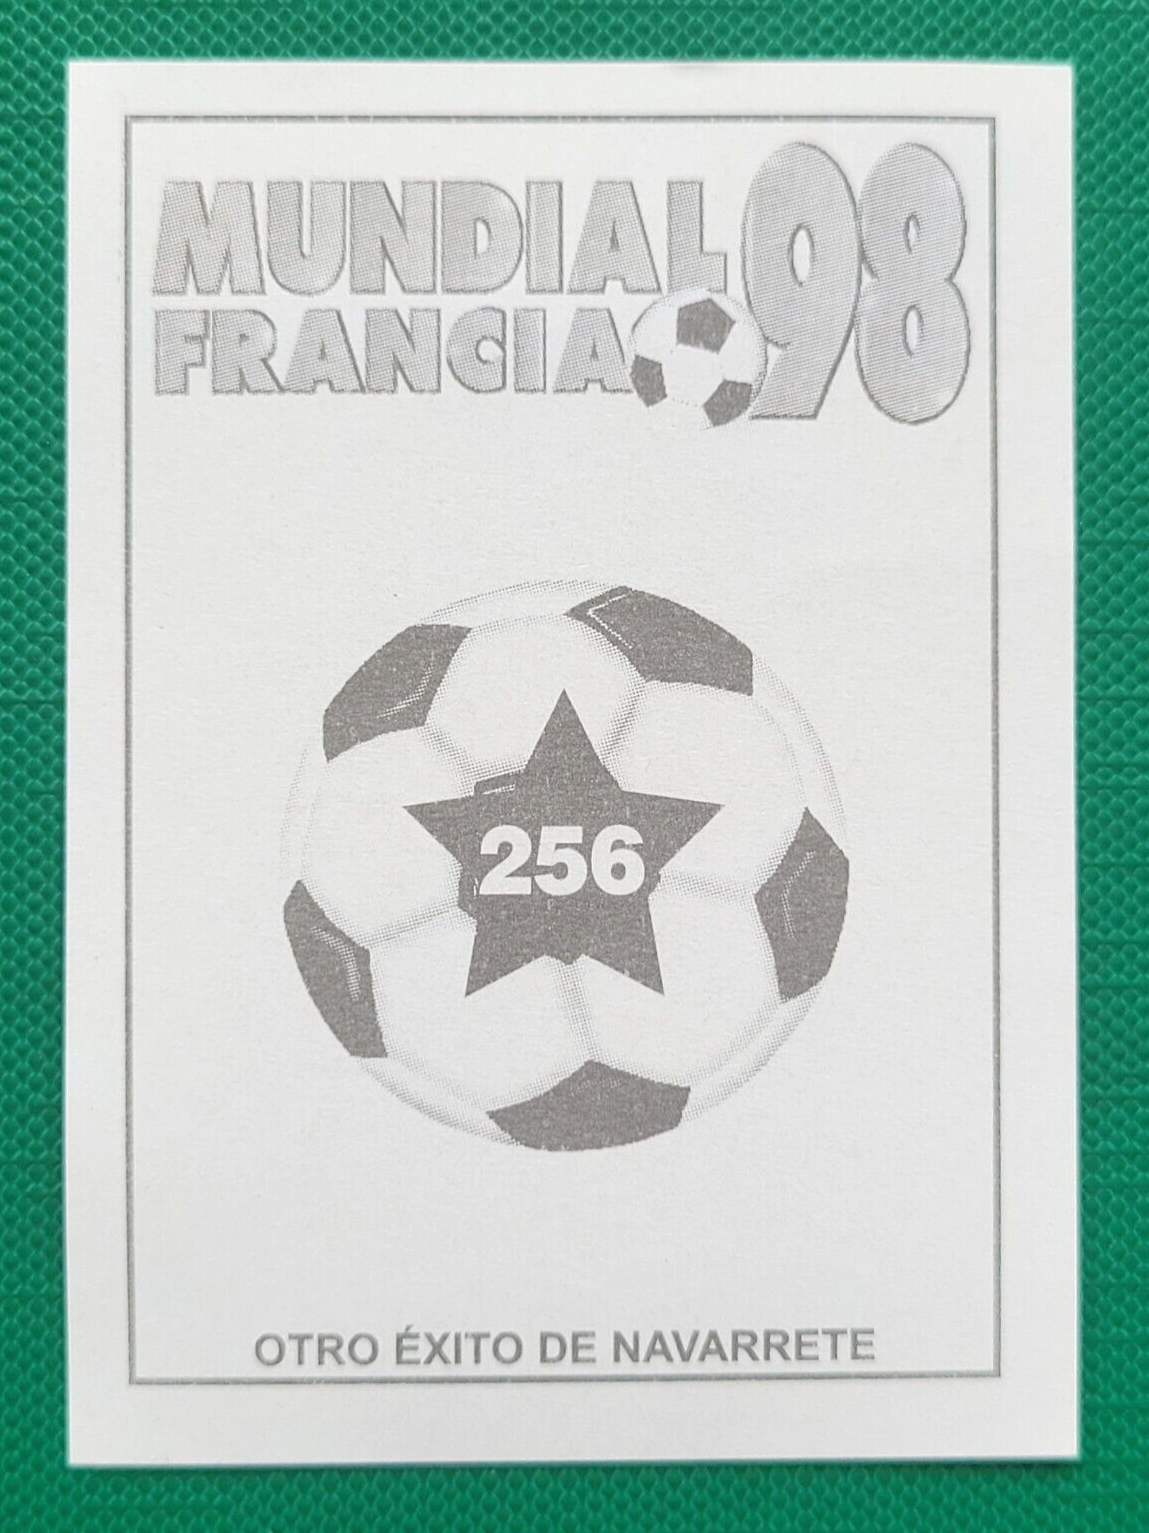 MUNDIAL 98
FRANCIA
256
OTRO ÉXITO DE NAVARRETE